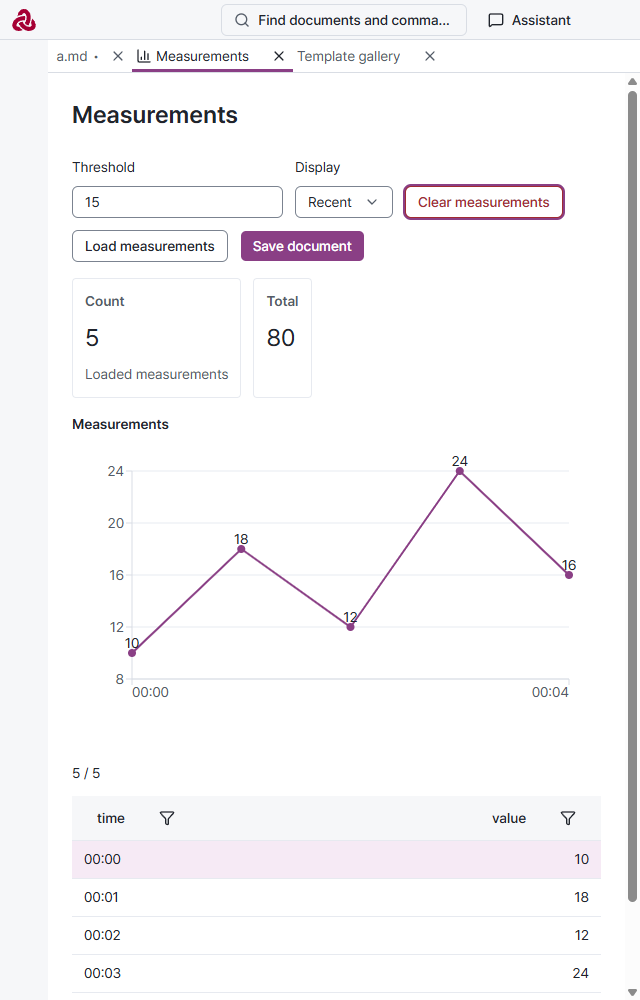 Find documents and comma... Assistant
a.md • Measurements Template gallery
Measurements
Threshold Display
15 Recent Clear measurements
Load measurements Save document
Count Total
5 80
Loaded measurements
Measurements
24
24
20
18
16
16
12
12
10
8
00:00 00:04
5 / 5
time value
00:00 10
00:01 18
00:02 12
00:03 24